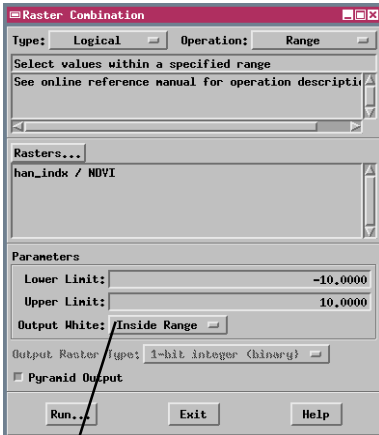 Raster Combination
Type: Logical Operation: Range
Select values within a specified range
See online reference manual for operation descriptio
Rasters...
han_indx / NDVI
Parameters
Lower Limit: -10.0000
Upper Limit: 10.0000
Output White: Inside Range
Output Raster Type: 1-bit integer (binary)
Pyramid Output
Run... Exit Help